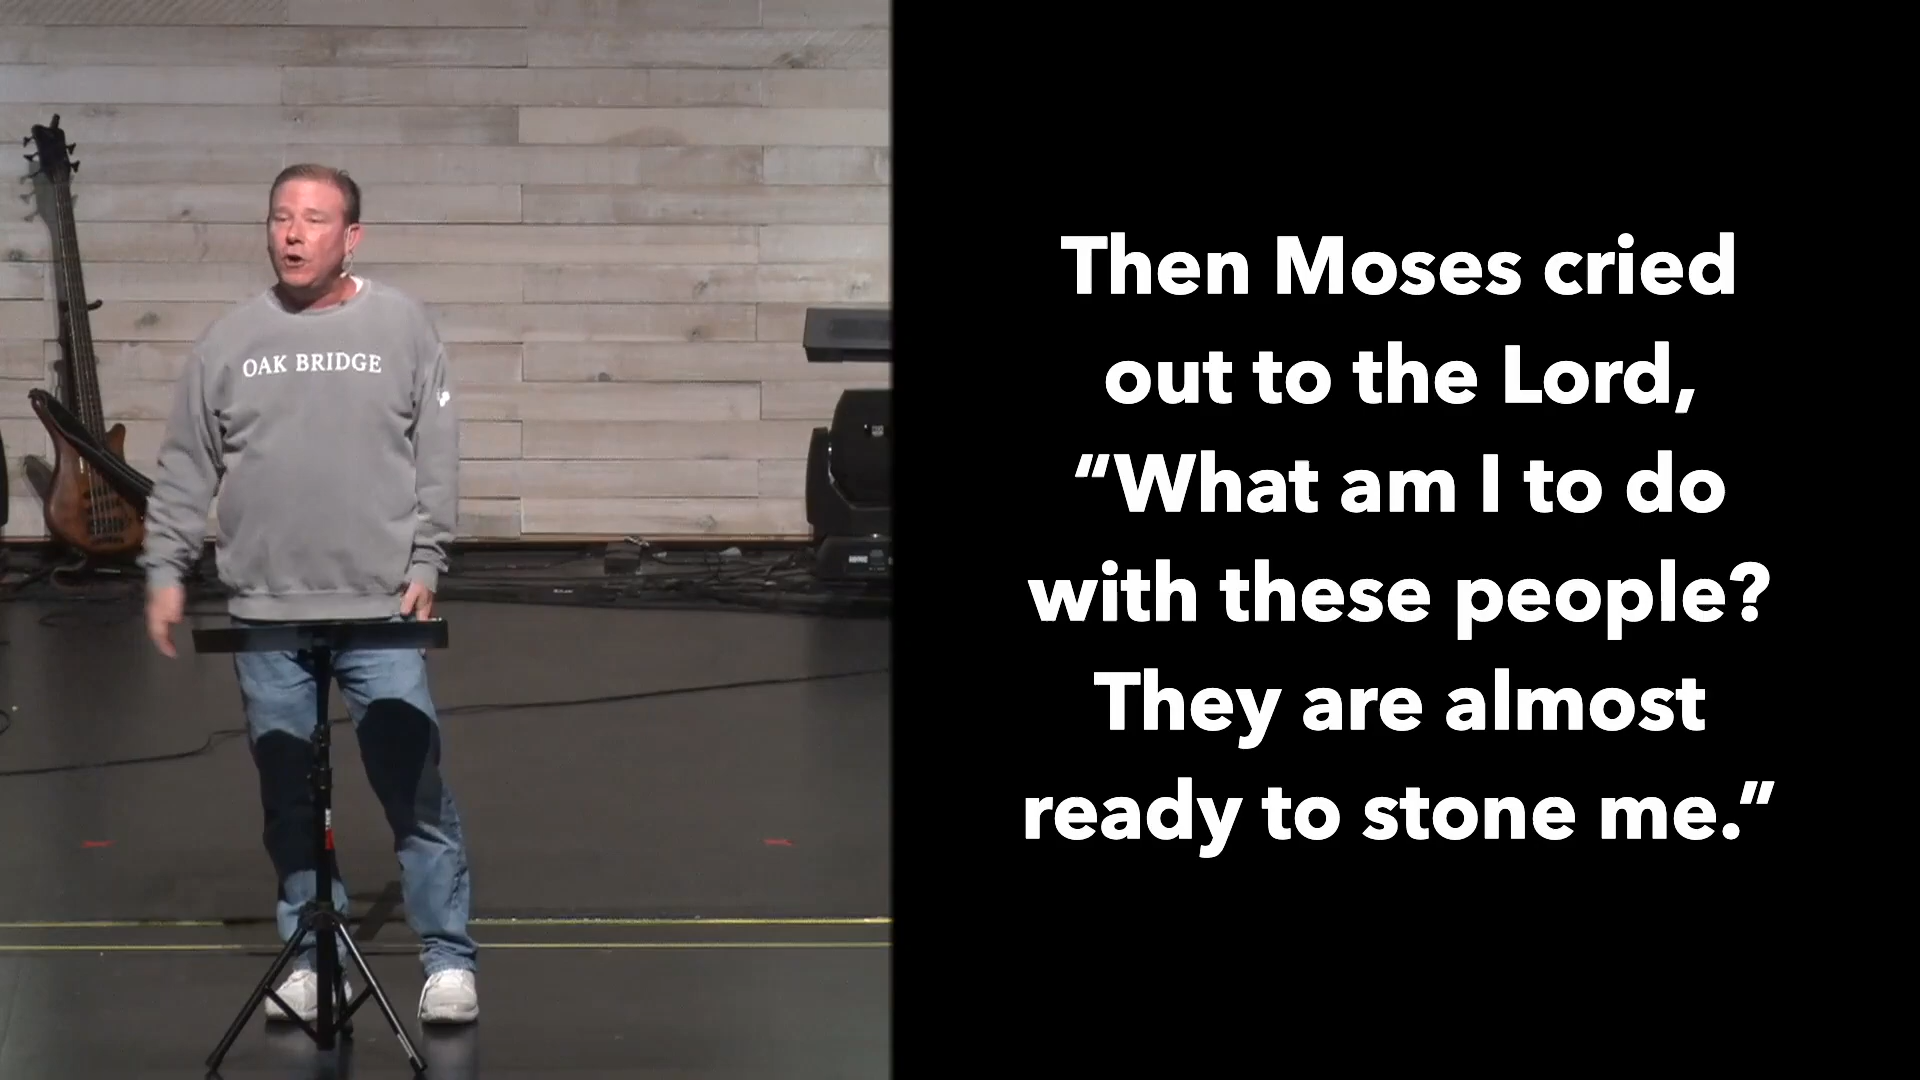 OAK BRIDGE
Then Moses cried
out to the Lord,
“What am I to do
with these people?
They are almost
ready to stone me.”